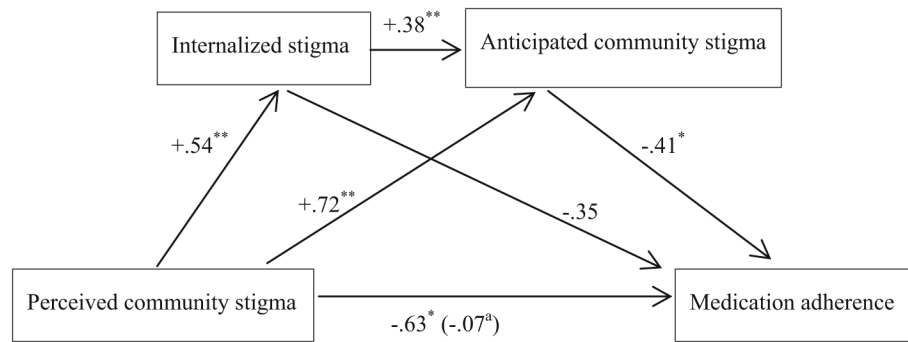 +.38**
Internalized stigma
Anticipated community stigma
+.54**
-.41*
+.72**
-.35
Perceived community stigma
Medication adherence
-.63* (-.07ᵃ)